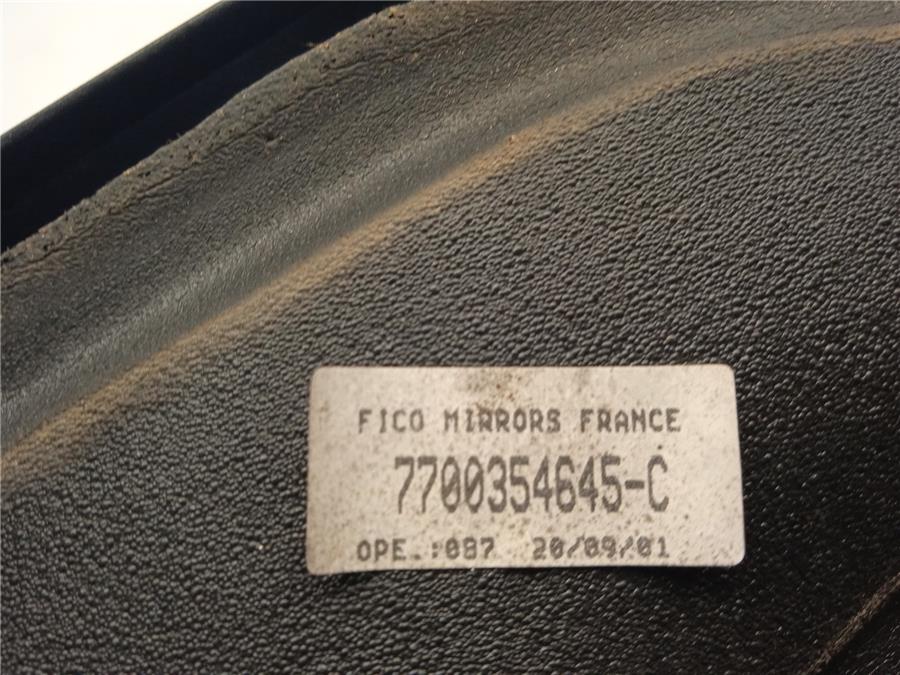 FICO MIRRORS FRANCE
7700354645-C
OPE.:087 20/09/01